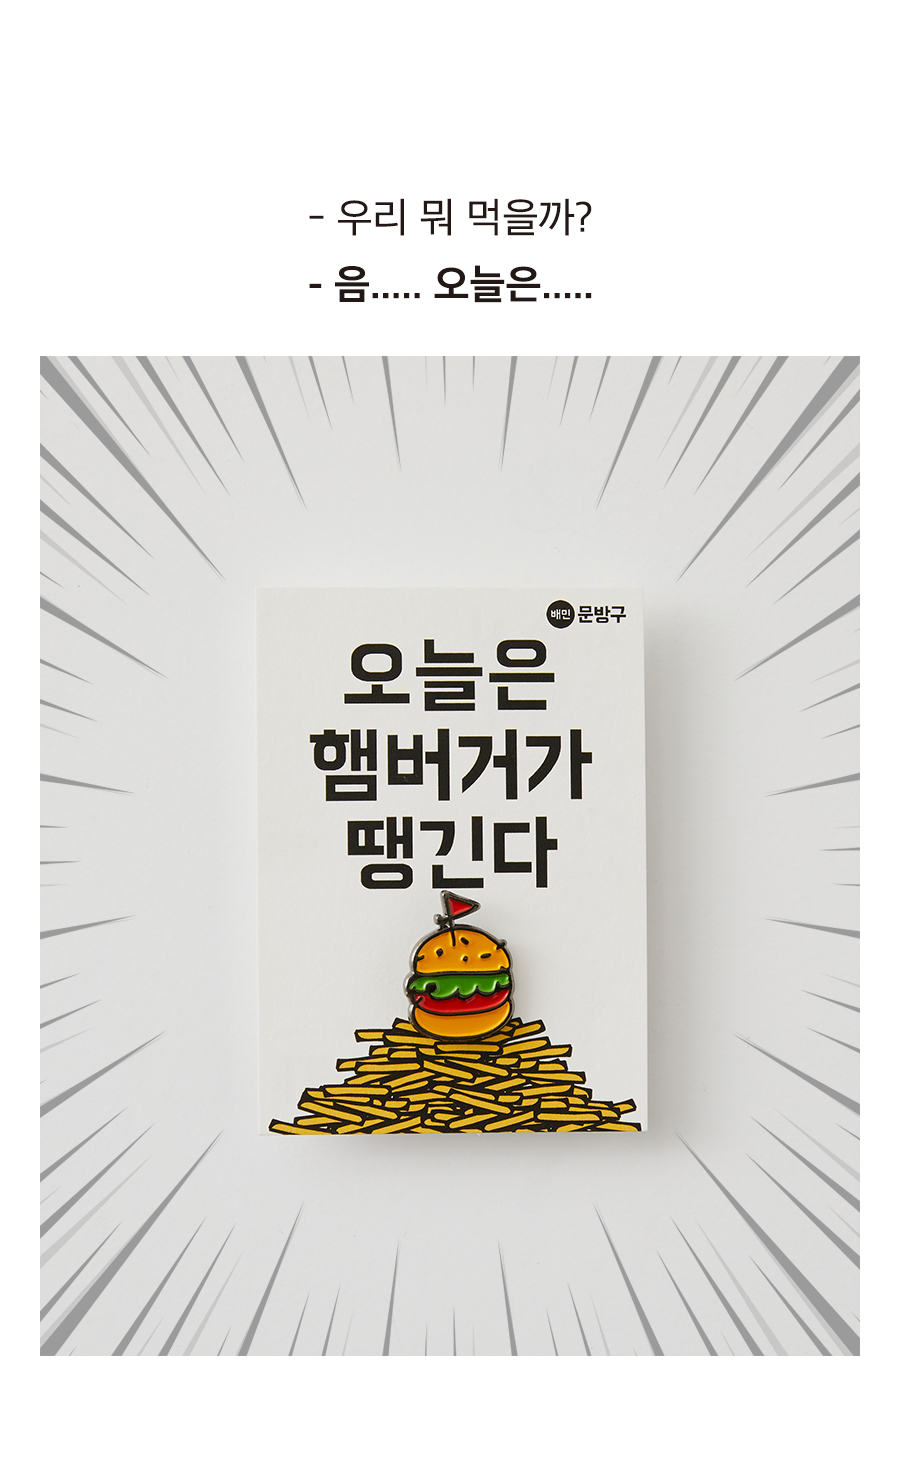 - 우리 뭐 먹을까?
- 음..... 오늘은.....
배민 문방구
오늘은
햄버거가
땡긴다